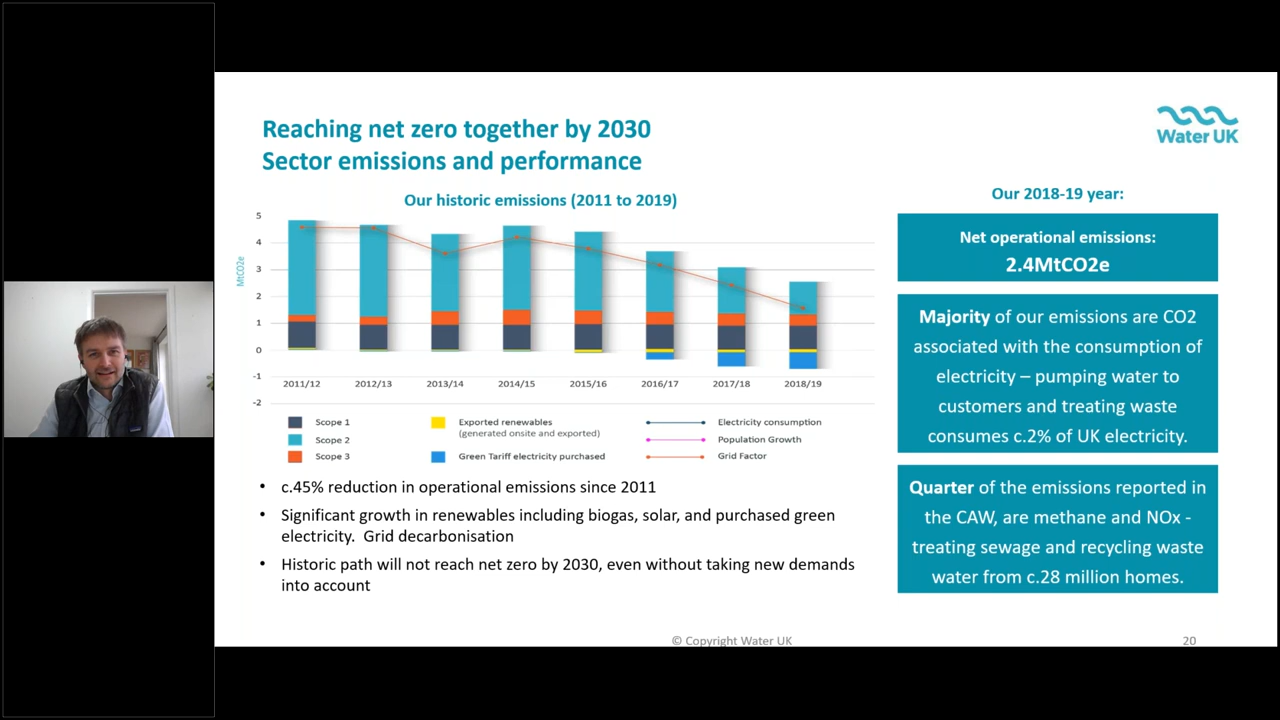 Reaching net zero together by 2030
Sector emissions and performance
Water UK
Our historic emissions (2011 to 2019)
MtCO2e
5
4
3
2
1
0
-1
-2
2011/12 2012/13 2013/14 2014/15 2015/16 2016/17 2017/18 2018/19
Scope 1
Scope 2
Scope 3
Exported renewables
(generated onsite and exported)
Green Tariff electricity purchased
Electricity consumption
Population Growth
Grid Factor
• c.45% reduction in operational emissions since 2011
• Significant growth in renewables including biogas, solar, and purchased green
electricity. Grid decarbonisation
• Historic path will not reach net zero by 2030, even without taking new demands
into account
Our 2018-19 year:
Net operational emissions:
2.4MtCO2e
Majority of our emissions are CO2
associated with the consumption of
electricity – pumping water to
customers and treating waste
consumes c.2% of UK electricity.
Quarter of the emissions reported in
the CAW, are methane and NOx -
treating sewage and recycling waste
water from c.28 million homes.
© Copyright Water UK
20